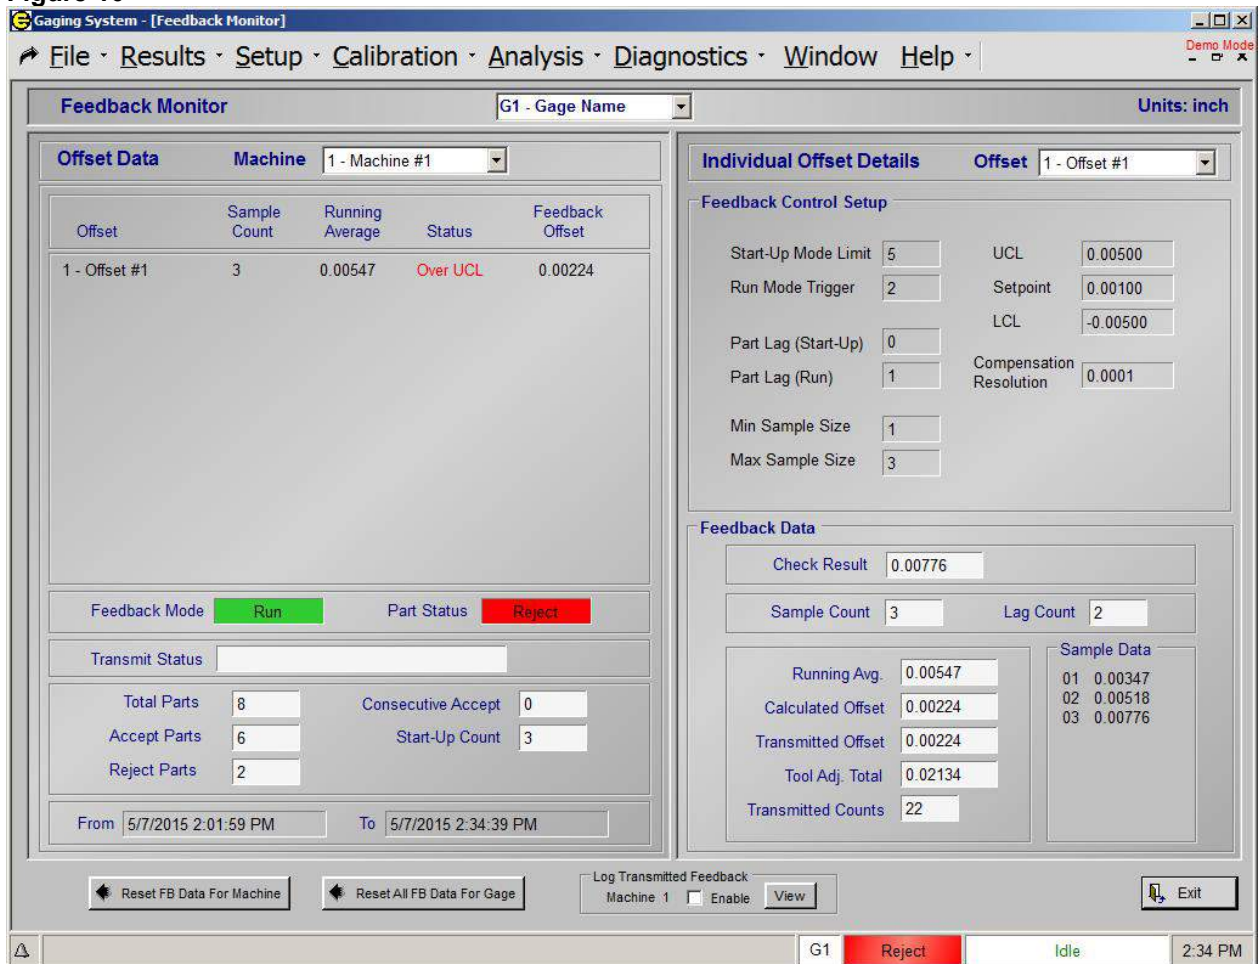 Gaging System - [Feedback Monitor]
File Results Setup Calibration Analysis Diagnostics Window Help Demo Mode
Feedback Monitor G1 - Gage Name Units: inch
Offset Data Machine 1 - Machine #1
Offset Sample Count Running Average Status Feedback Offset
1 - Offset #1 3 0.00547 Over UCL 0.00224
Feedback Mode Run Part Status Reject
Transmit Status
Total Parts 8 Consecutive Accept 0
Accept Parts 6 Start-Up Count 3
Reject Parts 2
From 5/7/2015 2:01:59 PM To 5/7/2015 2:34:39 PM
Individual Offset Details Offset 1 - Offset #1
Feedback Control Setup
Start-Up Mode Limit 5 UCL 0.00500
Run Mode Trigger 2 Setpoint 0.00100
LCL -0.00500
Part Lag (Start-Up) 0
Part Lag (Run) 1 Compensation Resolution 0.0001
Min Sample Size 1
Max Sample Size 3
Feedback Data
Check Result 0.00776
Sample Count 3 Lag Count 2
Running Avg. 0.00547
Calculated Offset 0.00224
Transmitted Offset 0.00224
Tool Adj. Total 0.02134
Transmitted Counts 22
Sample Data
01 0.00347
02 0.00518
03 0.00776
Reset FB Data For Machine Reset All FB Data For Gage
Log Transmitted Feedback
Machine 1 Enable View
Exit
G1 Reject Idle 2:34 PM